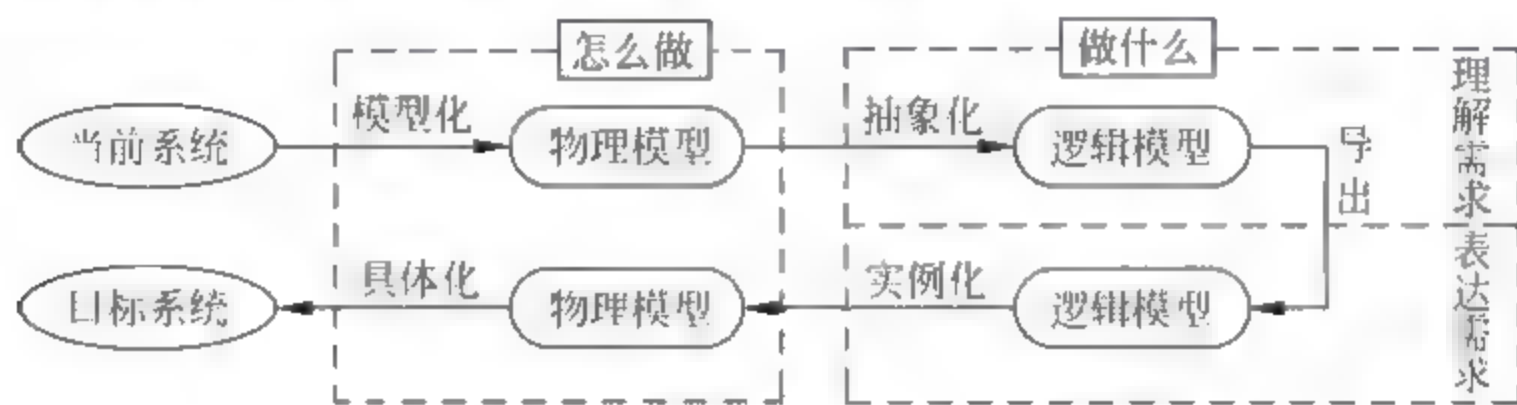 怎么做
做什么
当前系统
模型化
物理模型
抽象化
逻辑模型
导出
理解需求
目标系统
具体化
物理模型
实例化
逻辑模型
表达需求